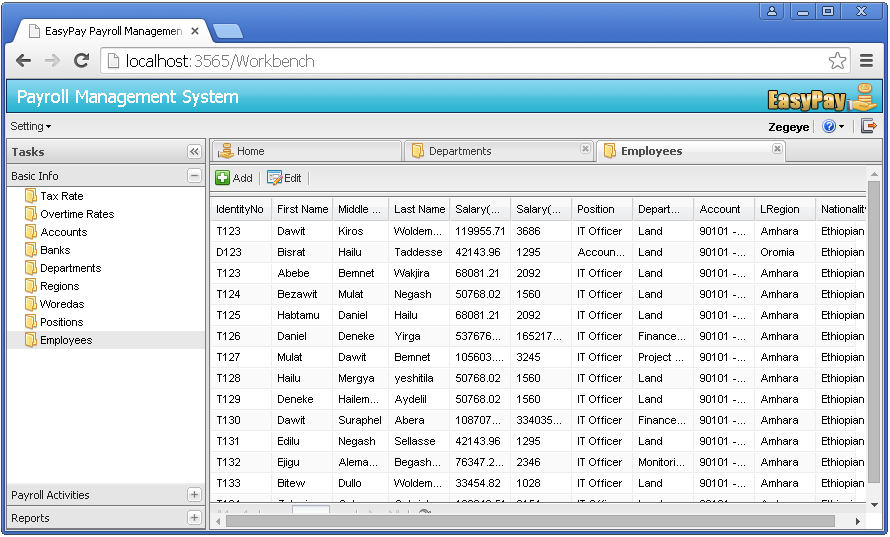 EasyPay Payroll Managemen
localhost:3565/Workbench
Payroll Management System EasyPay
Setting Zegeye
Tasks Home Departments Employees
Basic Info Add Edit
Tax Rate
Overtime Rates
Accounts
Banks
Departments
Regions
Woredas
Positions
Employees
Payroll Activities
Reports
IdentityNo First Name Middle ... Last Name Salary(... Salary(... Position Depart... Account LRegion Nationality
T123 Dawit Kiros Woldem... 119955.71 3686 IT Officer Land 90101 -... Amhara Ethiopian
D123 Bisrat Hailu Taddesse 42143.96 1295 Accoun... Land 90101 -... Oromia Ethiopian
T123 Abebe Bemnet Wakjira 68081.21 2092 IT Officer Land 90101 -... Amhara Ethiopian
T124 Bezawit Mulat Negash 50768.02 1560 IT Officer Land 90101 -... Amhara Ethiopian
T125 Habtamu Daniel Hailu 68081.21 2092 IT Officer Land 90101 -... Amhara Ethiopian
T126 Daniel Deneke Yirga 537676... 165217... IT Officer Finance... 90101 -... Amhara Ethiopian
T127 Mulat Dawit Bemnet 105603.... 3245 IT Officer Project ... 90101 -... Amhara Ethiopian
T128 Hailu Mergya yeshitila 50768.02 1560 IT Officer Land 90101 -... Amhara Ethiopian
T129 Deneke Hailem... Aydelil 50768.02 1560 IT Officer Land 90101 -... Amhara Ethiopian
T130 Dawit Suraphel Abera 108707... 334035... IT Officer Finance... 90101 -... Amhara Ethiopian
T131 Edilu Negash Sellasse 42143.96 1295 IT Officer Land 90101 -... Amhara Ethiopian
T132 Ejigu Alema... Begash... 76347.2... 2346 IT Officer Monitori... 90101 -... Amhara Ethiopian
T133 Bitew Dullo Woldem... 33454.82 1028 IT Officer Land 90101 -... Amhara Ethiopian